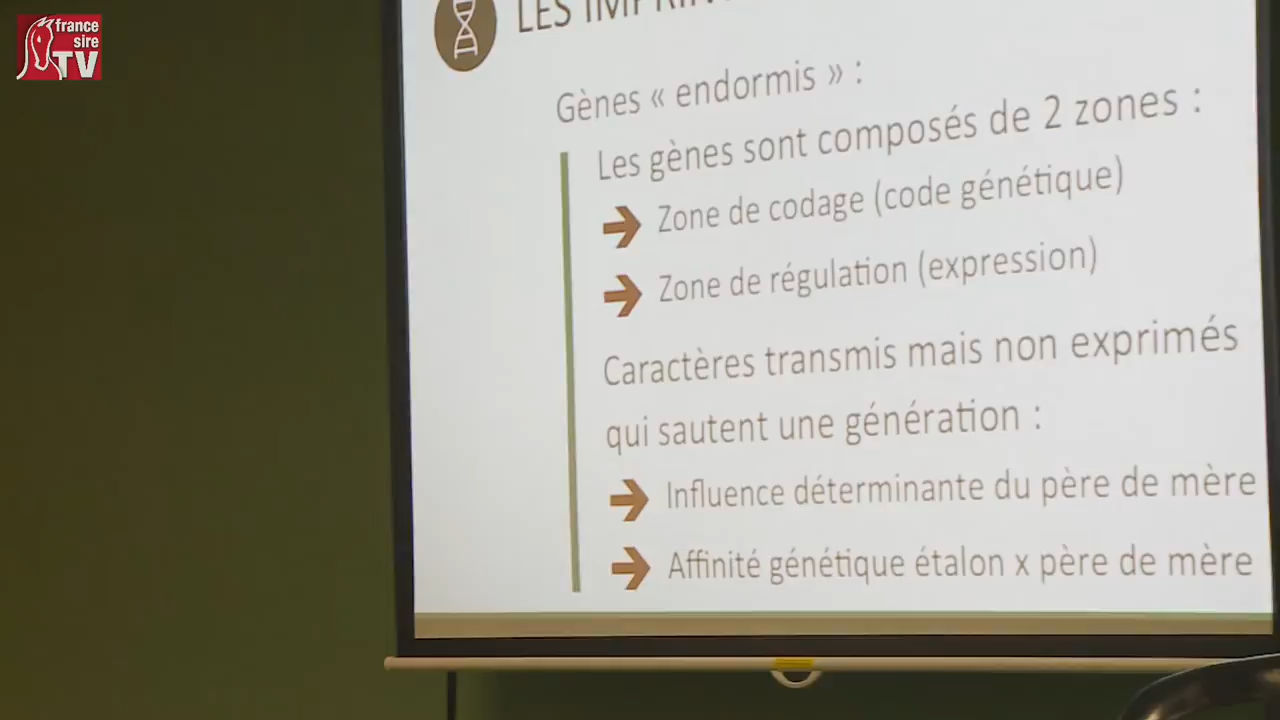 france
sire
TV
LES
Gènes « endormis » :
Les gènes sont composés de 2 zones :
Zone de codage (code génétique)
Zone de régulation (expression)
Caractères transmis mais non exprimés
qui sautent une génération :
Influence déterminante du père de mère
Affinité génétique étalon x père de mère